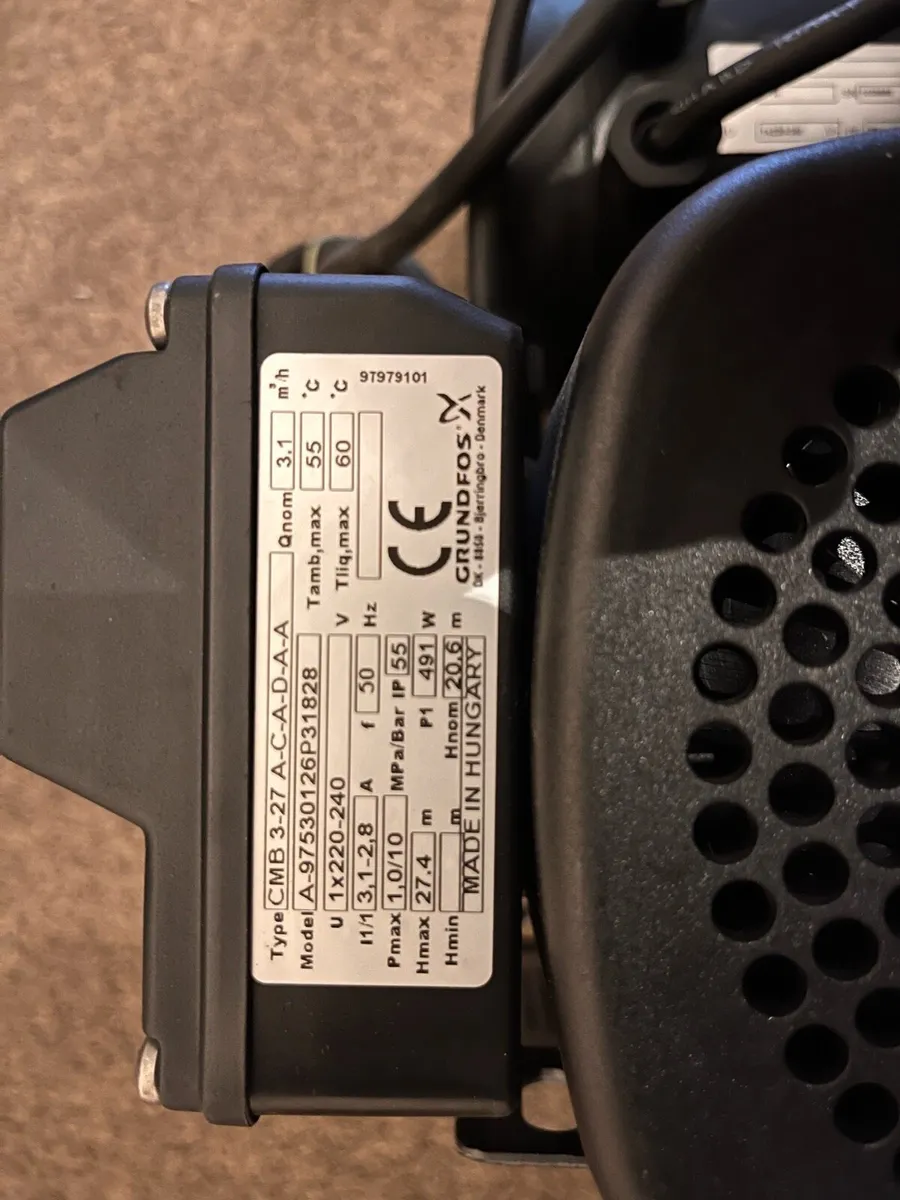 Type CMB 3-27 A-C-A-D-A-A Qnom 3,1 m³/h
Model A-97530126P31828 Tamb,max 55 °C
U 1x220-240 V Tliq,max 60 °C
I1/1 3,1-2,8 A f 50 Hz
97979101
Pmax 1,0/10 MPa/Bar IP 55
Hmax 27.4 m P1 491 W
Hmin m Hnom 20.6 m
MADE IN HUNGARY
CE
GRUNDFOS
DK - 8850 - Bjerringbro - Denmark